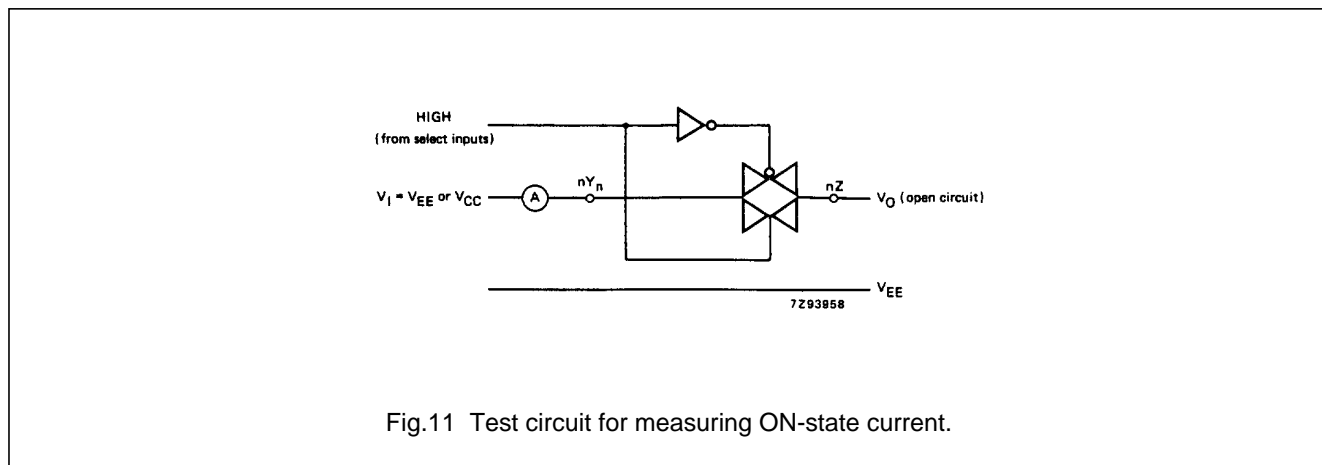 HIGH
(from select inputs)
V_I = V_EE or V_CC
A
nY_n
nZ
V_O (open circuit)
V_EE
7Z93958
Fig.11 Test circuit for measuring ON-state current.